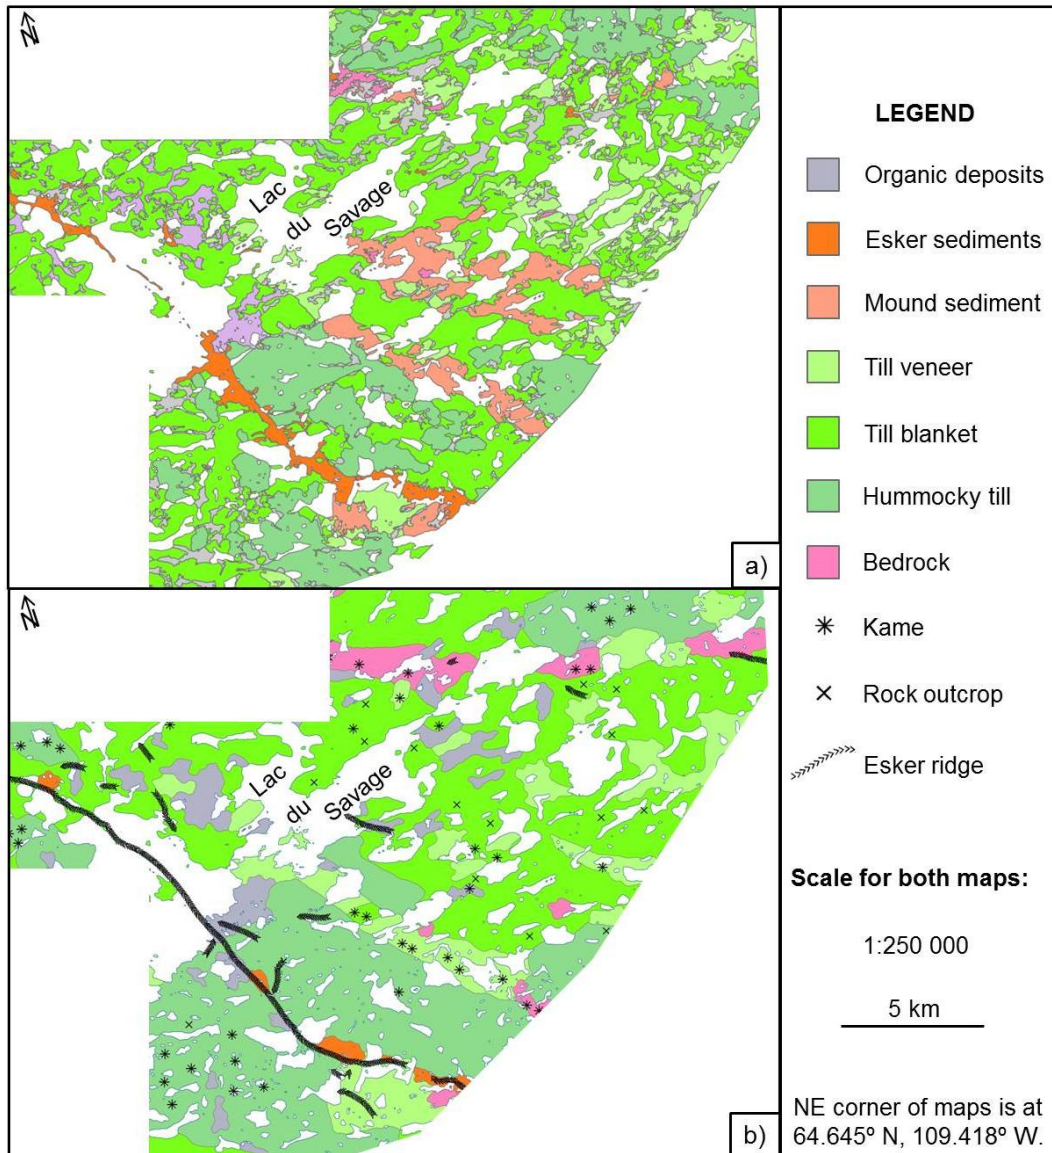 N
Lac
du
Savage
a)
N
Lac
du
Savage
b)
LEGEND
Organic deposits
Esker sediments
Mound sediment
Till veneer
Till blanket
Hummocky till
Bedrock
Kame
Rock outcrop
Esker ridge
Scale for both maps:
1:250 000
5 km
NE corner of maps is at
64.645º N, 109.418º W.